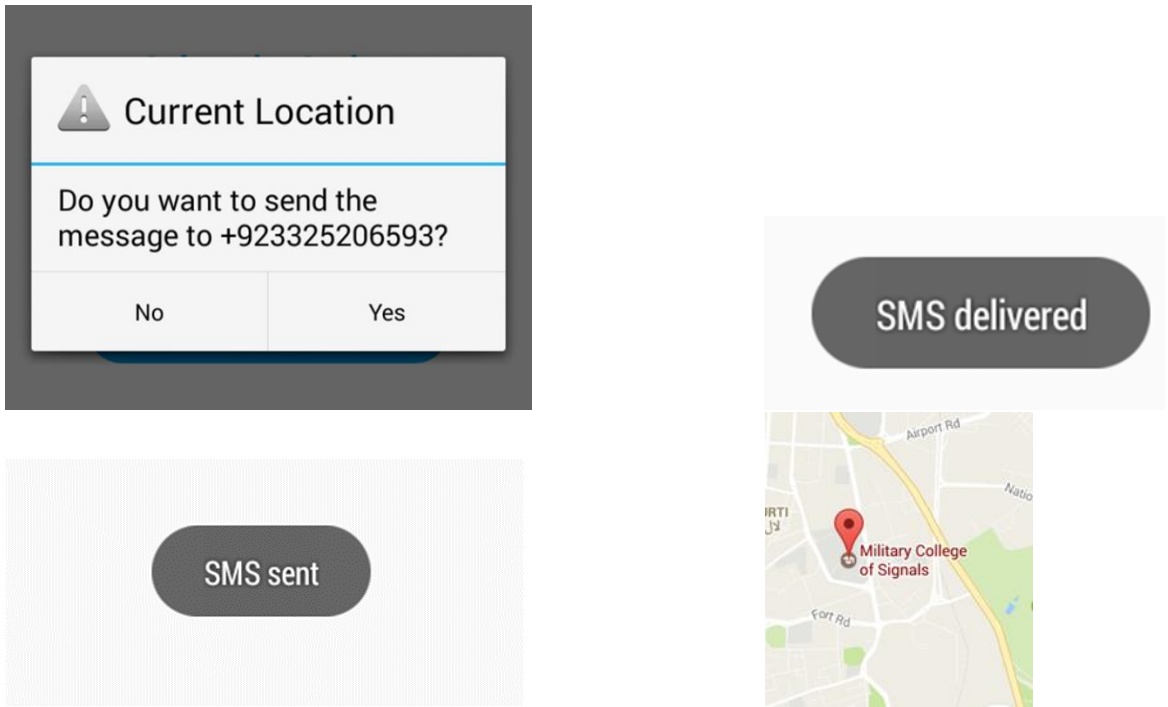 Current Location
Do you want to send the
message to +923325206593?
No Yes
SMS delivered
SMS sent
Airport Rd
Natio
URTI
Military College
of Signals
Fort Rd